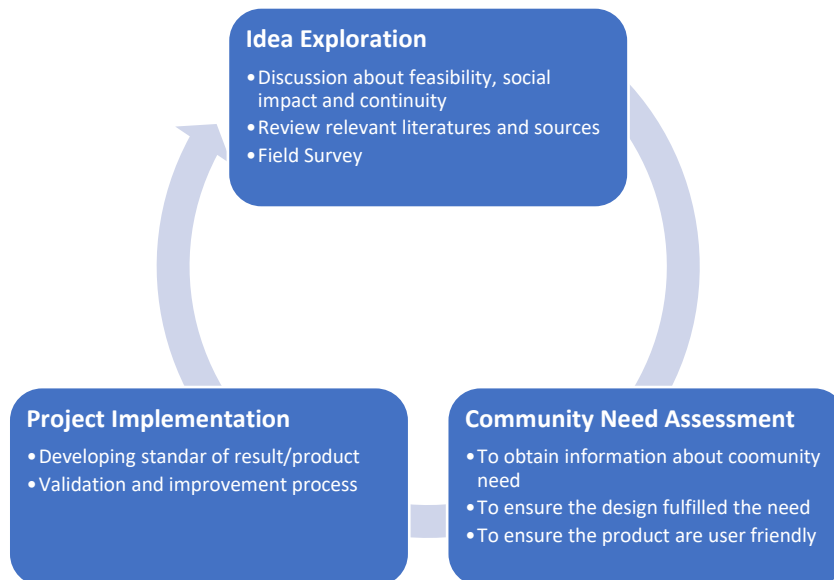 Idea Exploration
•Discussion about feasibility, social
impact and continuity
•Review relevant literatures and sources
•Field Survey
Project Implementation
•Developing standar of result/product
•Validation and improvement process
Community Need Assessment
•To obtain information about coomunity
need
•To ensure the design fulfilled the need
•To ensure the product are user friendly